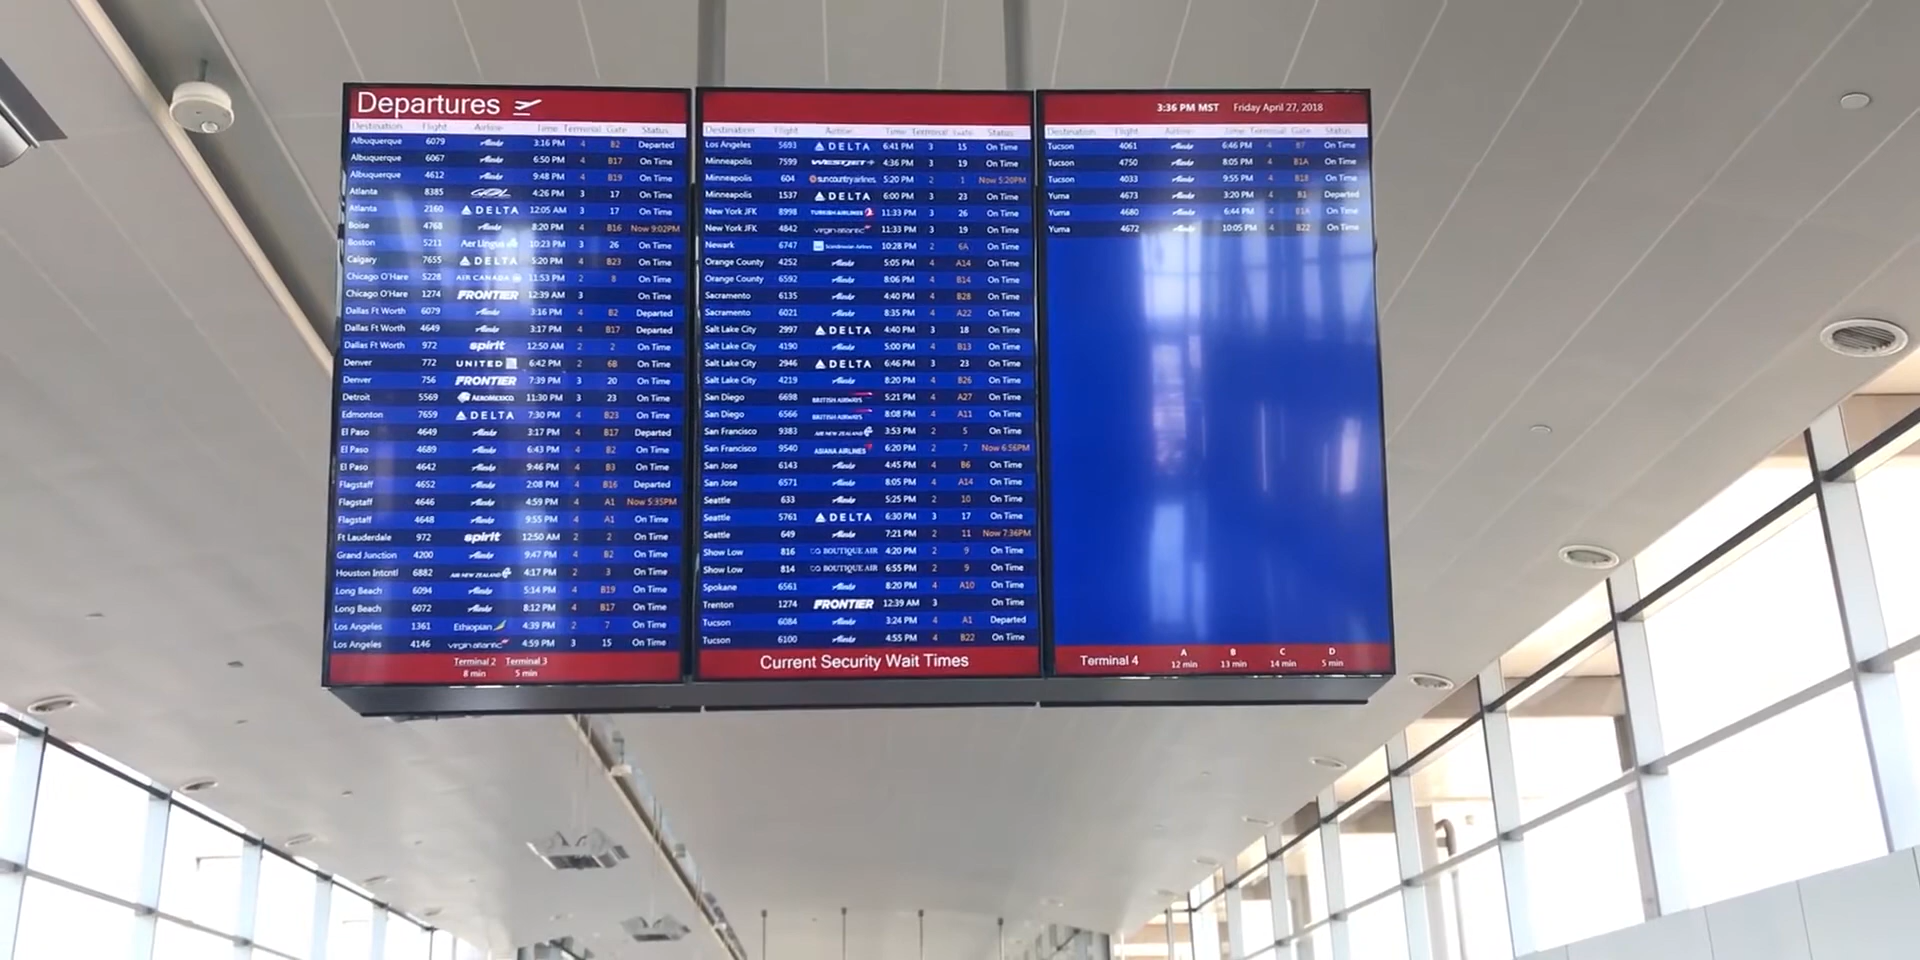 Departures
Destination Flight Airline Time Terminal Gate Status
Albuquerque 6079 Alaska 3:16 PM 4 B2 Departed
Albuquerque 6067 Alaska 6:50 PM 4 B17 On Time
Albuquerque 4612 Alaska 9:48 PM 4 B19 On Time
Atlanta 8385 GOL 4:26 PM 3 17 On Time
Atlanta 2160 DELTA 12:05 AM 3 17 On Time
Boise 4768 Alaska 8:20 PM 4 B16 Now 9:02PM
Boston 5211 Aer Lingus 10:23 PM 3 26 On Time
Calgary 7655 DELTA 5:20 PM 4 B23 On Time
Chicago O'Hare 5228 AIR CANADA 11:53 PM 2 8 On Time
Chicago O'Hare 1274 FRONTIER 12:39 AM 3 On Time
Dallas Ft Worth 6079 Alaska 3:16 PM 4 B2 Departed
Dallas Ft Worth 4649 Alaska 3:17 PM 4 B17 Departed
Dallas Ft Worth 972 spirit 12:50 AM 2 2 On Time
Denver 772 UNITED 6:42 PM 2 6B On Time
Denver 756 FRONTIER 7:39 PM 3 20 On Time
Detroit 5569 AEROMEXICO 11:30 PM 3 23 On Time
Edmonton 7659 DELTA 7:30 PM 4 B23 On Time
El Paso 4649 Alaska 3:17 PM 4 B17 Departed
El Paso 4689 Alaska 6:43 PM 4 B2 On Time
El Paso 4642 Alaska 9:46 PM 4 B3 On Time
Flagstaff 4652 Alaska 2:08 PM 4 B16 Departed
Flagstaff 4646 Alaska 4:59 PM 4 A1 Now 5:35PM
Flagstaff 4648 Alaska 9:55 PM 4 A1 On Time
Ft Lauderdale 972 spirit 12:50 AM 2 2 On Time
Grand Junction 4200 Alaska 9:47 PM 4 B2 On Time
Houston Intcntl 6882 AIR NEW ZEALAND 4:17 PM 2 3 On Time
Long Beach 6094 Alaska 5:14 PM 4 B19 On Time
Long Beach 6072 Alaska 8:12 PM 4 B17 On Time
Los Angeles 1361 Ethiopian 4:39 PM 2 7 On Time
Los Angeles 4146 virgin atlantic 4:59 PM 3 15 On Time
Terminal 2 Terminal 3
8 min 5 min
Destination Flight Airline Time Terminal Gate Status
Los Angeles 5693 DELTA 6:41 PM 3 15 On Time
Minneapolis 7599 WESTJET 4:36 PM 3 19 On Time
Minneapolis 604 suncountryairlines 5:20 PM 2 1 Now 5:20PM
Minneapolis 1537 DELTA 6:00 PM 3 23 On Time
New York JFK 8998 TURKISH AIRLINES 11:33 PM 3 26 On Time
New York JFK 4842 virgin atlantic 11:33 PM 3 19 On Time
Newark 6747 Scandinavian Airlines 10:28 PM 2 6A On Time
Orange County 4252 Alaska 5:05 PM 4 A14 On Time
Orange County 6592 Alaska 8:06 PM 4 B14 On Time
Sacramento 6135 Alaska 4:40 PM 4 B28 On Time
Sacramento 6021 Alaska 8:35 PM 4 A22 On Time
Salt Lake City 2997 DELTA 4:40 PM 3 18 On Time
Salt Lake City 4190 Alaska 5:00 PM 4 B13 On Time
Salt Lake City 2946 DELTA 6:46 PM 3 23 On Time
Salt Lake City 4219 Alaska 8:20 PM 4 B26 On Time
San Diego 6698 BRITISH AIRWAYS 5:21 PM 4 A27 On Time
San Diego 6566 BRITISH AIRWAYS 8:08 PM 4 A11 On Time
San Francisco 9383 AIR NEW ZEALAND 3:53 PM 2 5 On Time
San Francisco 9540 ASIANA AIRLINES 6:20 PM 2 7 Now 6:56PM
San Jose 6143 Alaska 4:45 PM 4 B6 On Time
San Jose 6571 Alaska 8:05 PM 4 A14 On Time
Seattle 633 Alaska 5:25 PM 2 10 On Time
Seattle 5761 DELTA 6:30 PM 3 17 On Time
Seattle 649 Alaska 7:21 PM 2 11 Now 7:36PM
Show Low 816 BOUTIQUE AIR 4:20 PM 2 9 On Time
Show Low 814 BOUTIQUE AIR 6:55 PM 2 9 On Time
Spokane 6561 Alaska 8:20 PM 4 A10 On Time
Trenton 1274 FRONTIER 12:39 AM 3 On Time
Tucson 6084 Alaska 3:24 PM 4 A1 Departed
Tucson 6100 Alaska 4:55 PM 4 B22 On Time
Current Security Wait Times
3:36 PM MST Friday April 27, 2018
Destination Flight Airline Time Terminal Gate Status
Tucson 4061 Alaska 6:46 PM 4 B7 On Time
Tucson 4750 Alaska 8:05 PM 4 B1A On Time
Tucson 4033 Alaska 9:55 PM 4 B18 On Time
Yuma 4673 Alaska 3:20 PM 4 B1 Departed
Yuma 4680 Alaska 6:44 PM 4 B1A On Time
Yuma 4672 Alaska 10:05 PM 4 B22 On Time
Terminal 4 A B C D
12 min 13 min 14 min 5 min